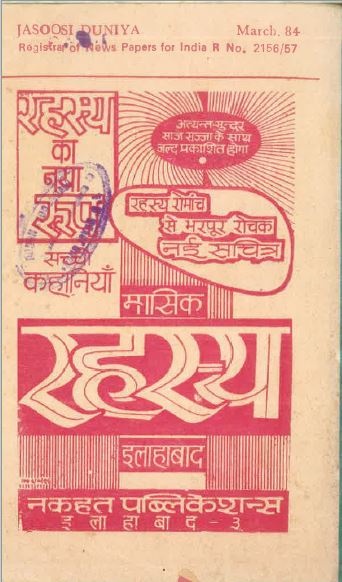 JASOOSI DUNIYA March. 84
Registrar of News Papers for India R No. 2156/57
रहस्य
का
नया
रूप
सच्ची
कहानियाँ
अत्यन्त सुन्दर
साज सज्जा के साथ
जल्द प्रकाशित होगा
रहस्य रोमांच
से भरपूर रोचक
नई सचित्र
मासिक
रहस्य
इलाहाबाद
नकहत पब्लिकेशन्स
इलाहाबाद - ३